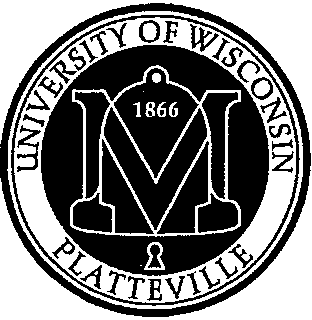 UNIVERSITY OF WISCONSIN
1866
M
PLATTEVILLE